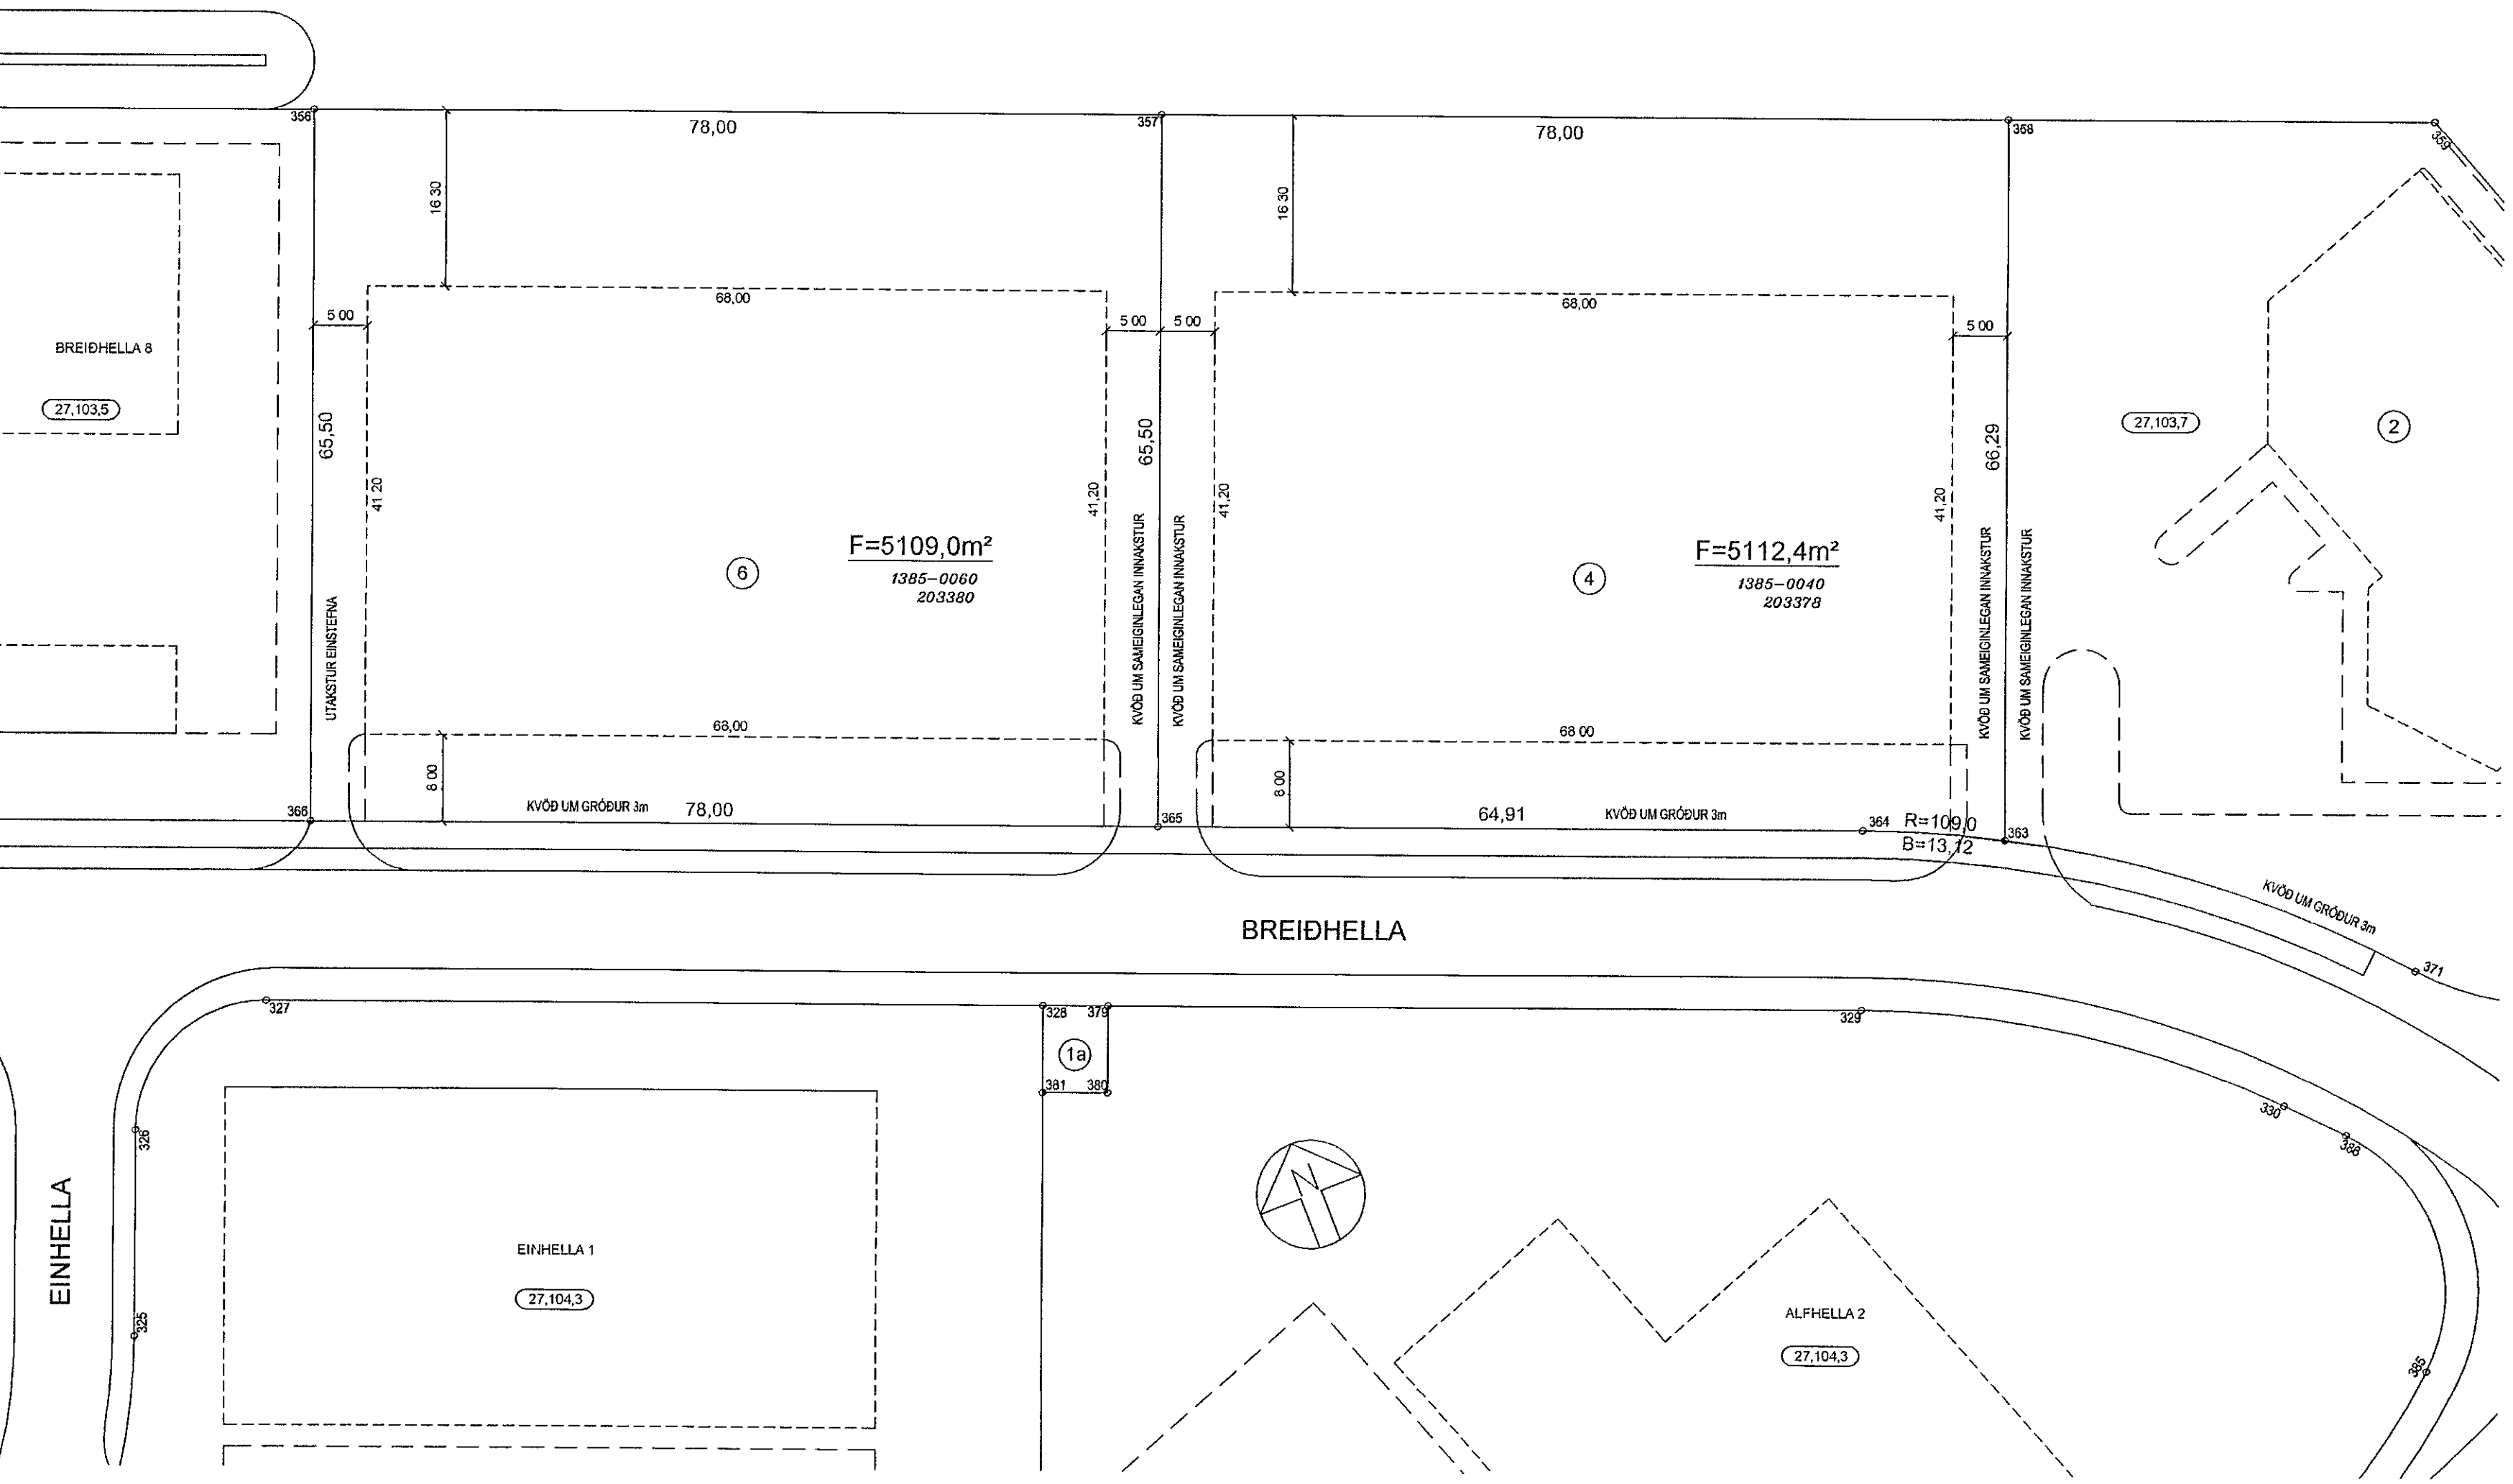 356
78,00
357
78,00
358
359
16 30
16 30
68,00
68,00
5 00
5 00
5 00
5 00
BREIÐHELLA 8
27,103,5
65,50
41 20
41,20
65,50
41,20
41,20
66,29
27,103,7
2
F=5109,0m²
1385-0060
203380
6
F=5112,4m²
1385-0040
203378
4
UTAKSTUR EINSTEFNA
KVÖÐ UM SAMEIGINLEGAN INNAKSTUR
KVÖÐ UM SAMEIGINLEGAN INNAKSTUR
KVÖÐ UM SAMEIGINLEGAN INNAKSTUR
KVÖÐ UM SAMEIGINLEGAN INNAKSTUR
68,00
68 00
8 00
8 00
366
KVÖÐ UM GRÓÐUR 3m
78,00
365
64,91
KVÖÐ UM GRÓÐUR 3m
364
R=109,0
B=13,12
363
KVÖÐ UM GRÓÐUR 3m
371
BREIÐHELLA
327
328
379
329
1a
381
380
330
386
326
N
EINHELLA
EINHELLA 1
27,104,3
325
ALFHELLA 2
27,104,3
385